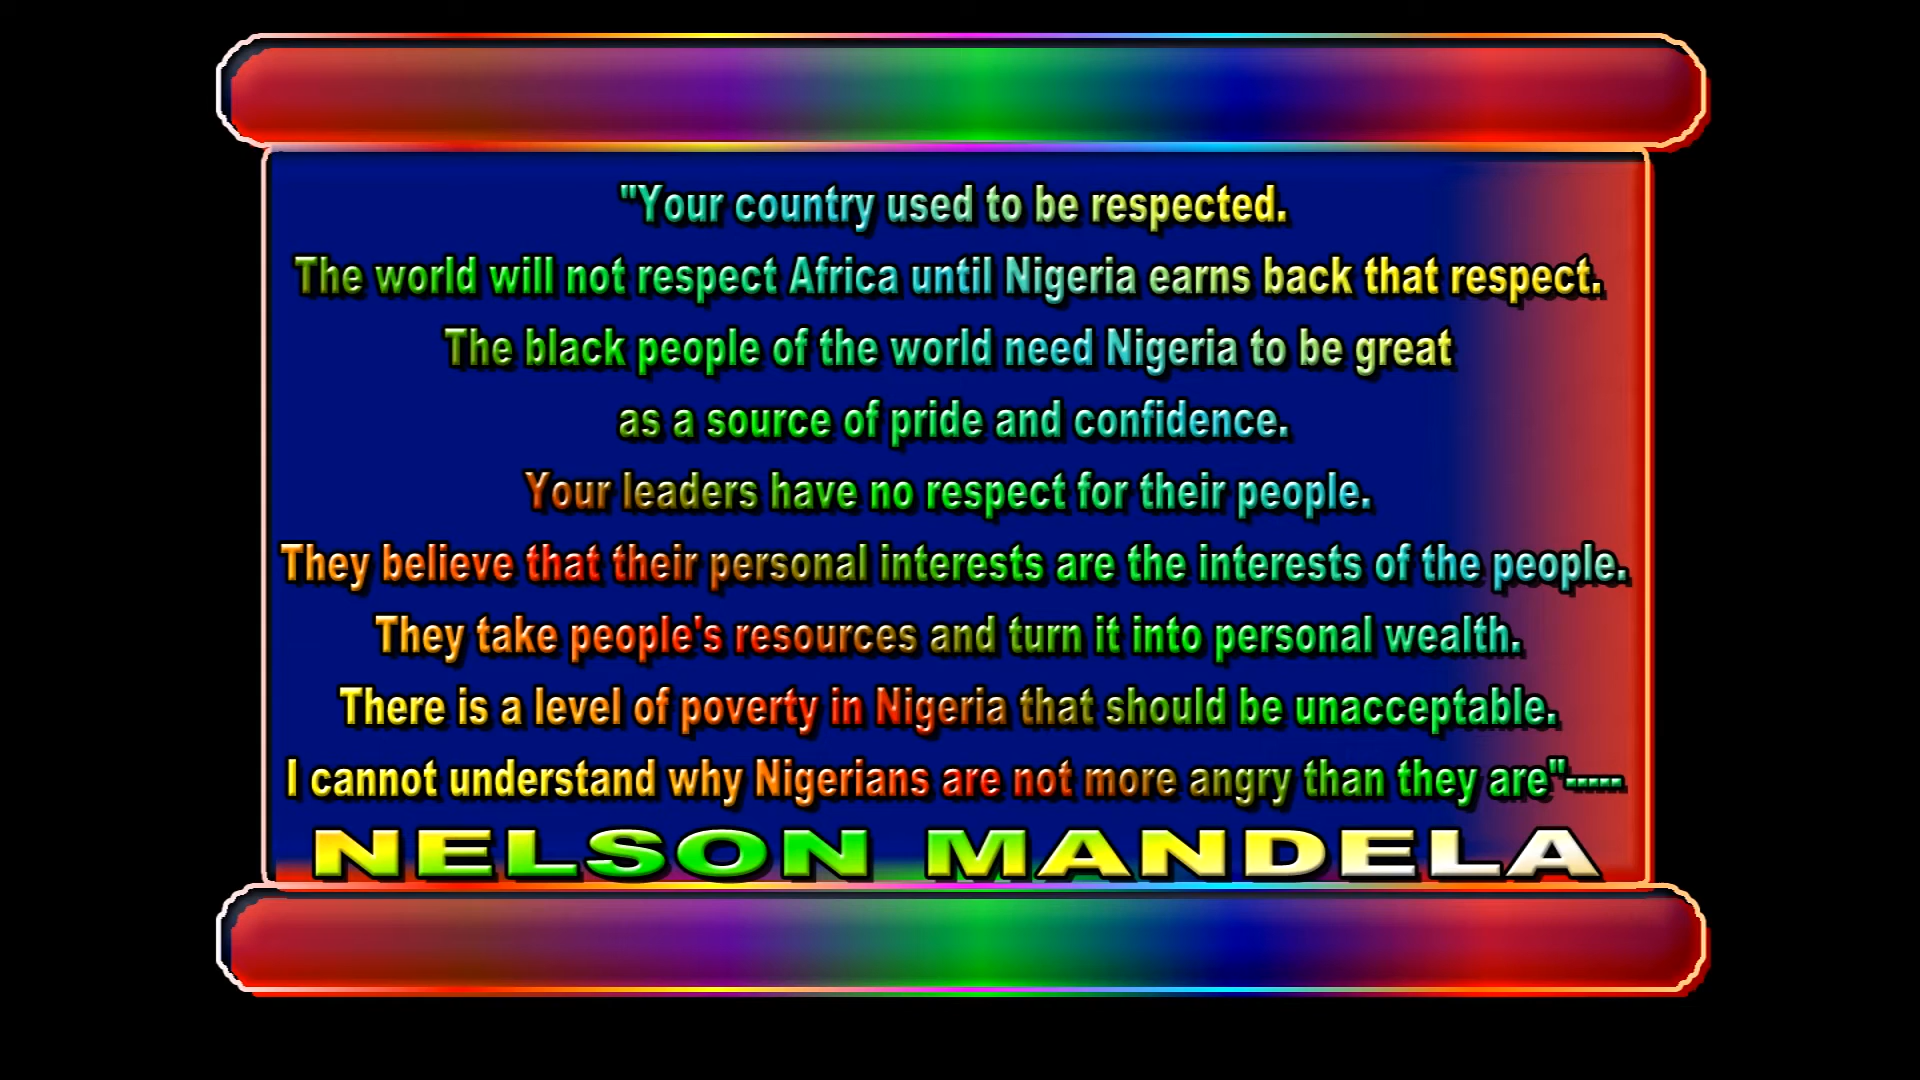 "Your country used to be respected.
The world will not respect Africa until Nigeria earns back that respect.
The black people of the world need Nigeria to be great
as a source of pride and confidence.
Your leaders have no respect for their people.
They believe that their personal interests are the interests of the people.
They take people's resources and turn it into personal wealth.
There is a level of poverty in Nigeria that should be unacceptable.
I cannot understand why Nigerians are not more angry than they are"-----
NELSON MANDELA